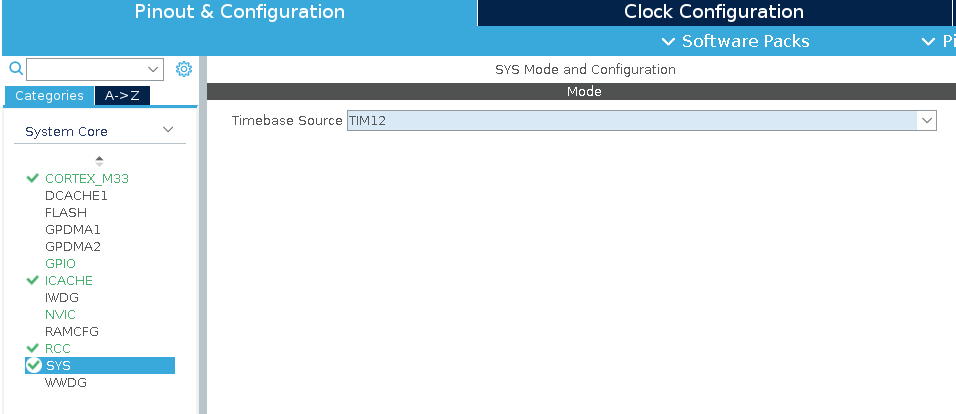 Pinout & Configuration
Clock Configuration
Software Packs
Pi
SYS Mode and Configuration
Categories
A->Z
Mode
System Core
Timebase Source
TIM12
CORTEX_M33
DCACHE1
FLASH
GPDMA1
GPDMA2
GPIO
ICACHE
IWDG
NVIC
RAMCFG
RCC
SYS
WWDG